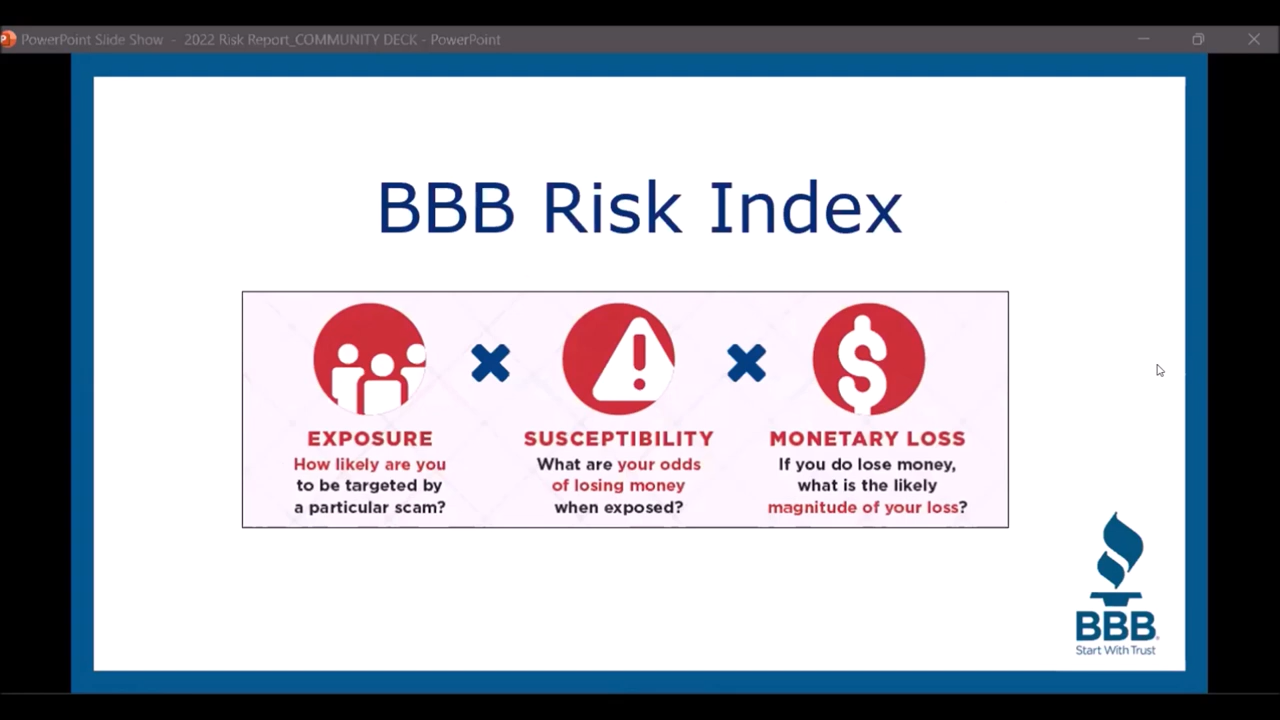 PowerPoint Slide Show - 2022 Risk Report_COMMUNITY DECK - PowerPoint
BBB Risk Index
EXPOSURE
How likely are you
to be targeted by
a particular scam?
SUSCEPTIBILITY
What are your odds
of losing money
when exposed?
MONETARY LOSS
If you do lose money,
what is the likely
magnitude of your loss?
BBB
Start With Trust